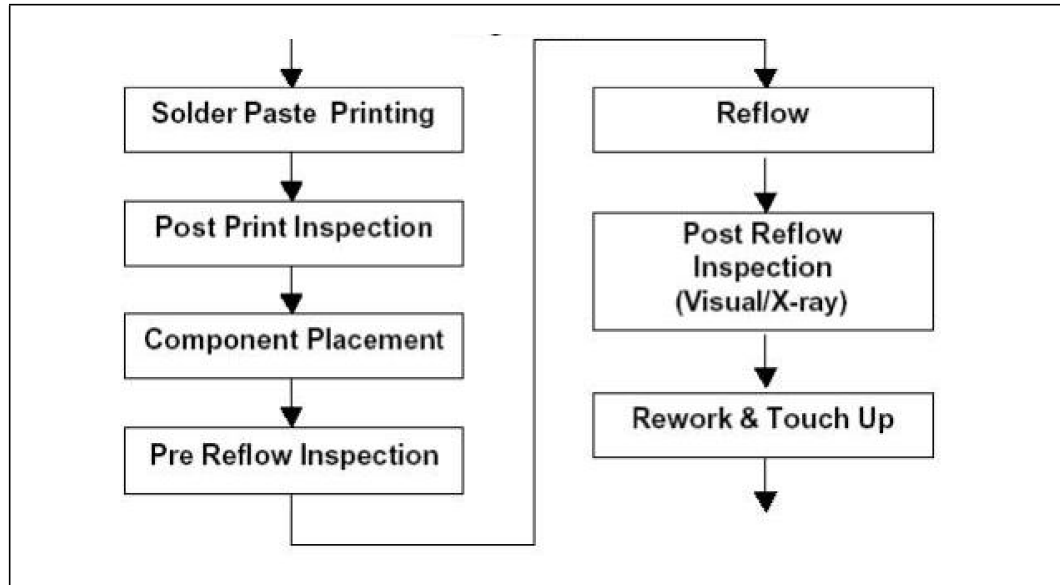 Solder Paste Printing
Post Print Inspection
Component Placement
Pre Reflow Inspection
Reflow
Post Reflow
Inspection
(Visual/X-ray)
Rework & Touch Up